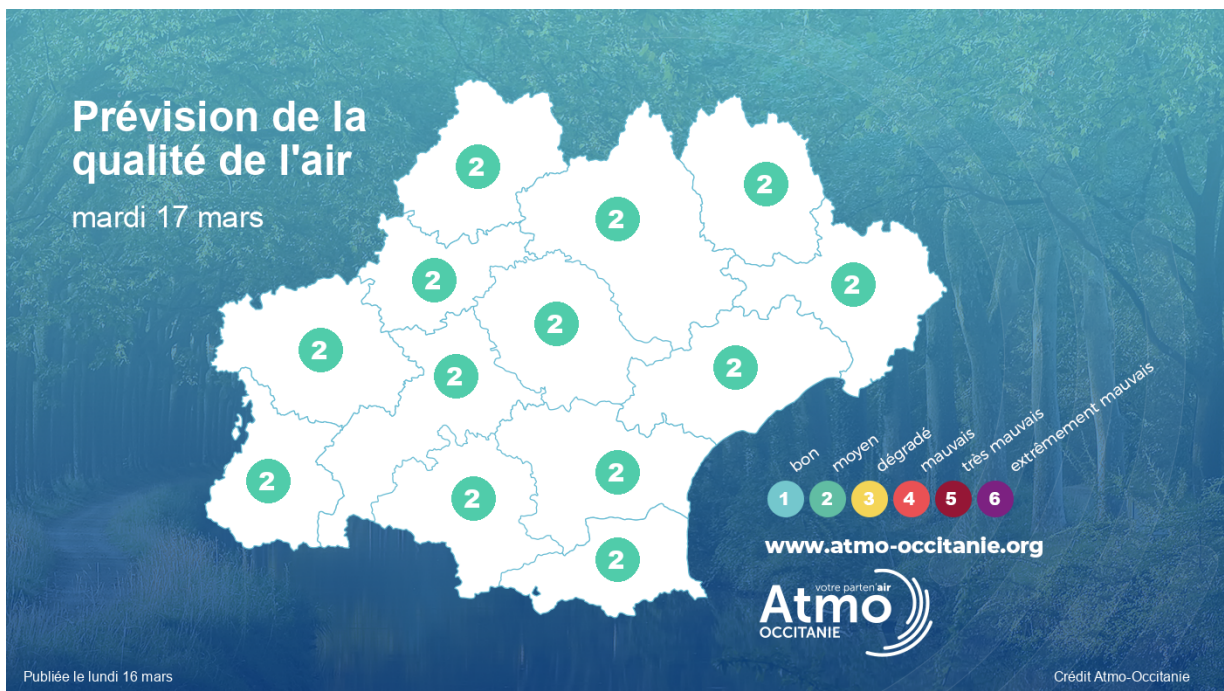 Prévision de la
qualité de l'air
mardi 17 mars
2
2
2
2
2
2
2
2
2
2
2
2
2
bon
moyen
dégradé
mauvais
très mauvais
extrêmement mauvais
1 2 3 4 5 6
www.atmo-occitanie.org
votre parten'air
Atmo
OCCITANIE
Publiée le lundi 16 mars
Crédit Atmo-Occitanie